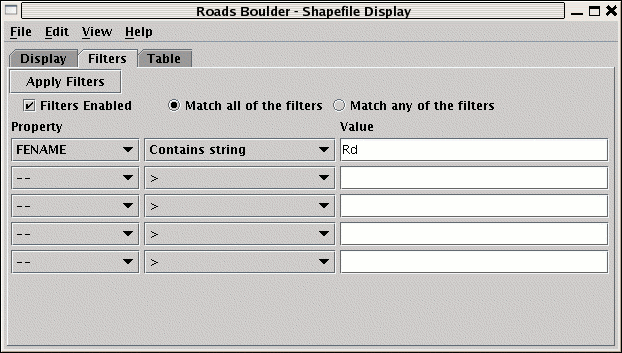 Roads Boulder - Shapefile Display
File Edit View Help
Display Filters Table
Apply Filters
Filters Enabled Match all of the filters Match any of the filters
Property Value
FENAME Contains string Rd
-- >
-- >
-- >
-- >